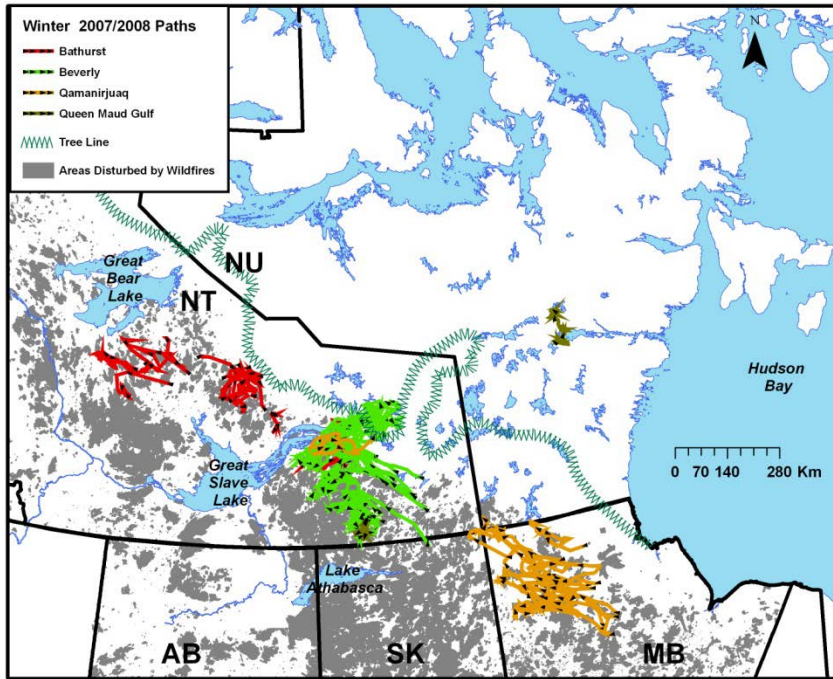 Winter 2007/2008 Paths
Bathurst
Beverly
Qamanirjuaq
Queen Maud Gulf
Tree Line
Areas Disturbed by Wildfires
N
Great
Bear
Lake
NU
NT
Hudson
Bay
0 70 140 280 Km
Great
Slave
Lake
Lake
Athabasca
AB
SK
MB